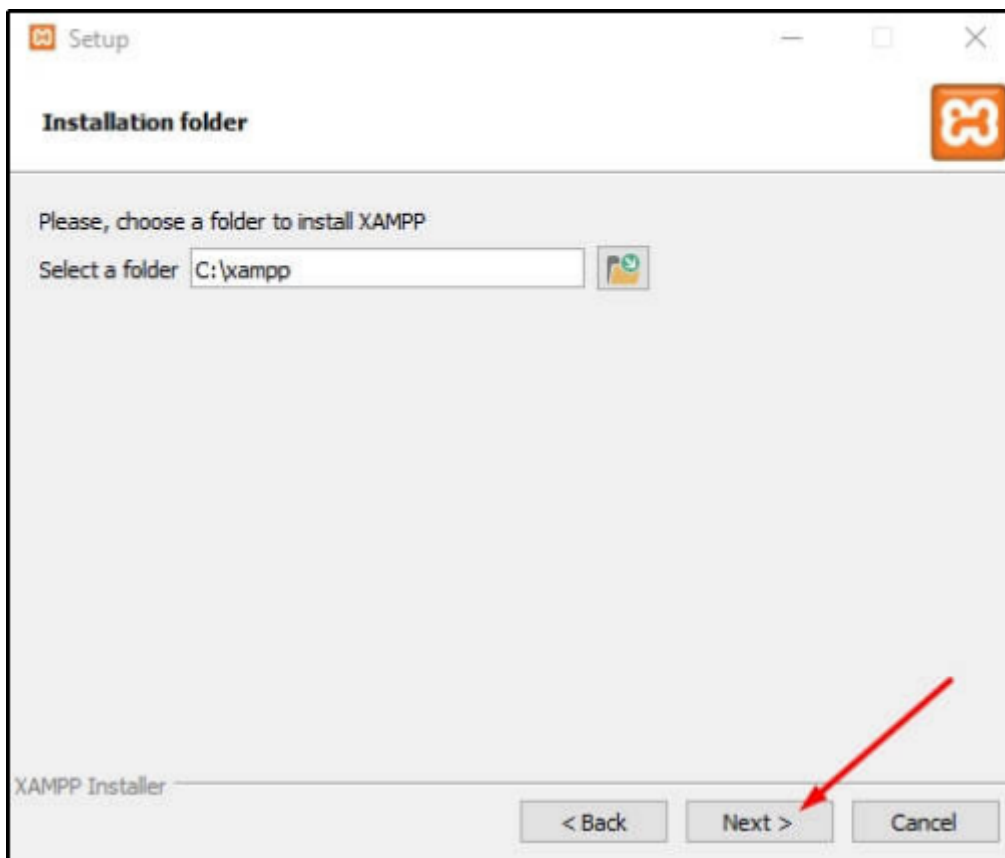 Setup
Installation folder
Please, choose a folder to install XAMPP
Select a folder C:\xampp
XAMPP Installer
< Back Next > Cancel